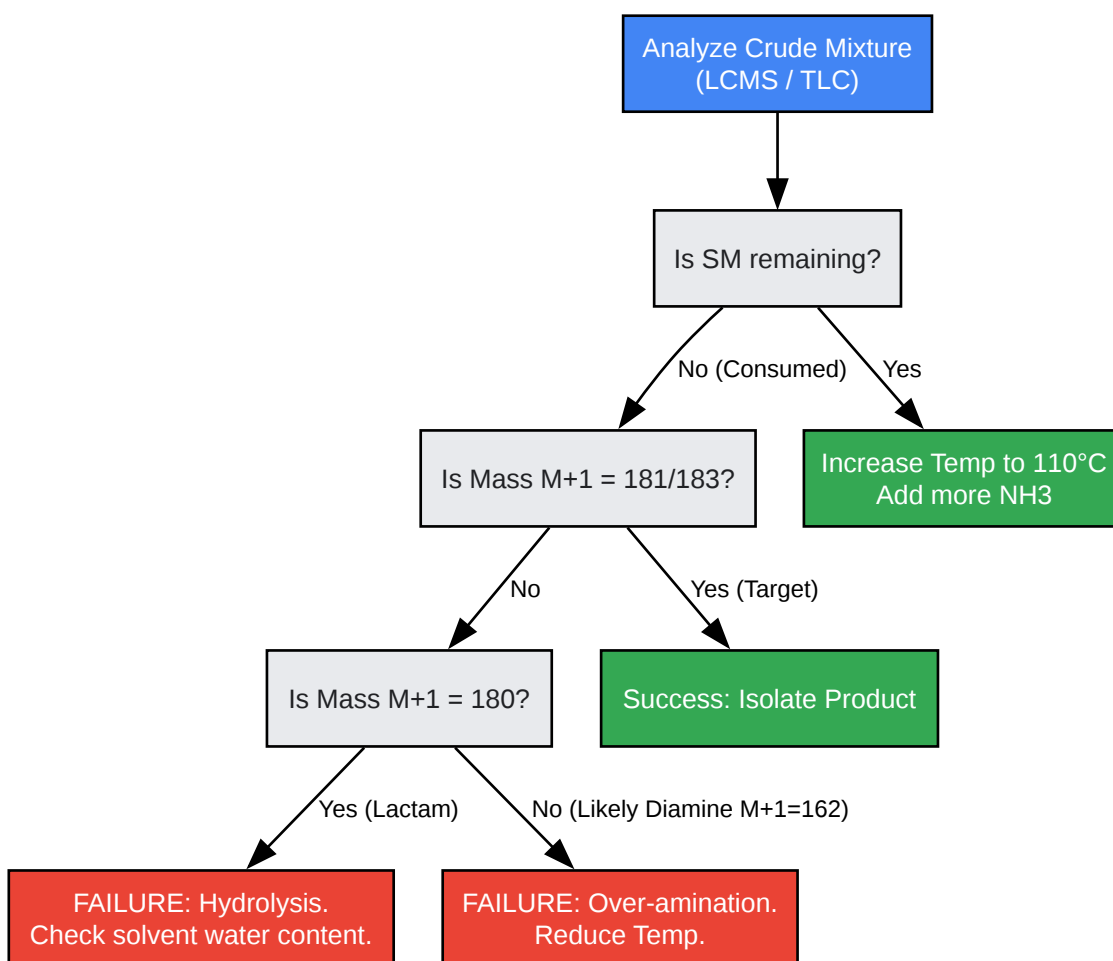 Analyze Crude Mixture
(LCMS / TLC)
Is SM remaining?
No (Consumed)
Yes
Is Mass M+1 = 181/183?
Increase Temp to 110°C
Add more NH3
No
Yes (Target)
Is Mass M+1 = 180?
Success: Isolate Product
Yes (Lactam)
No (Likely Diamine M+1=162)
FAILURE: Hydrolysis.
Check solvent water content.
FAILURE: Over-amination.
Reduce Temp.